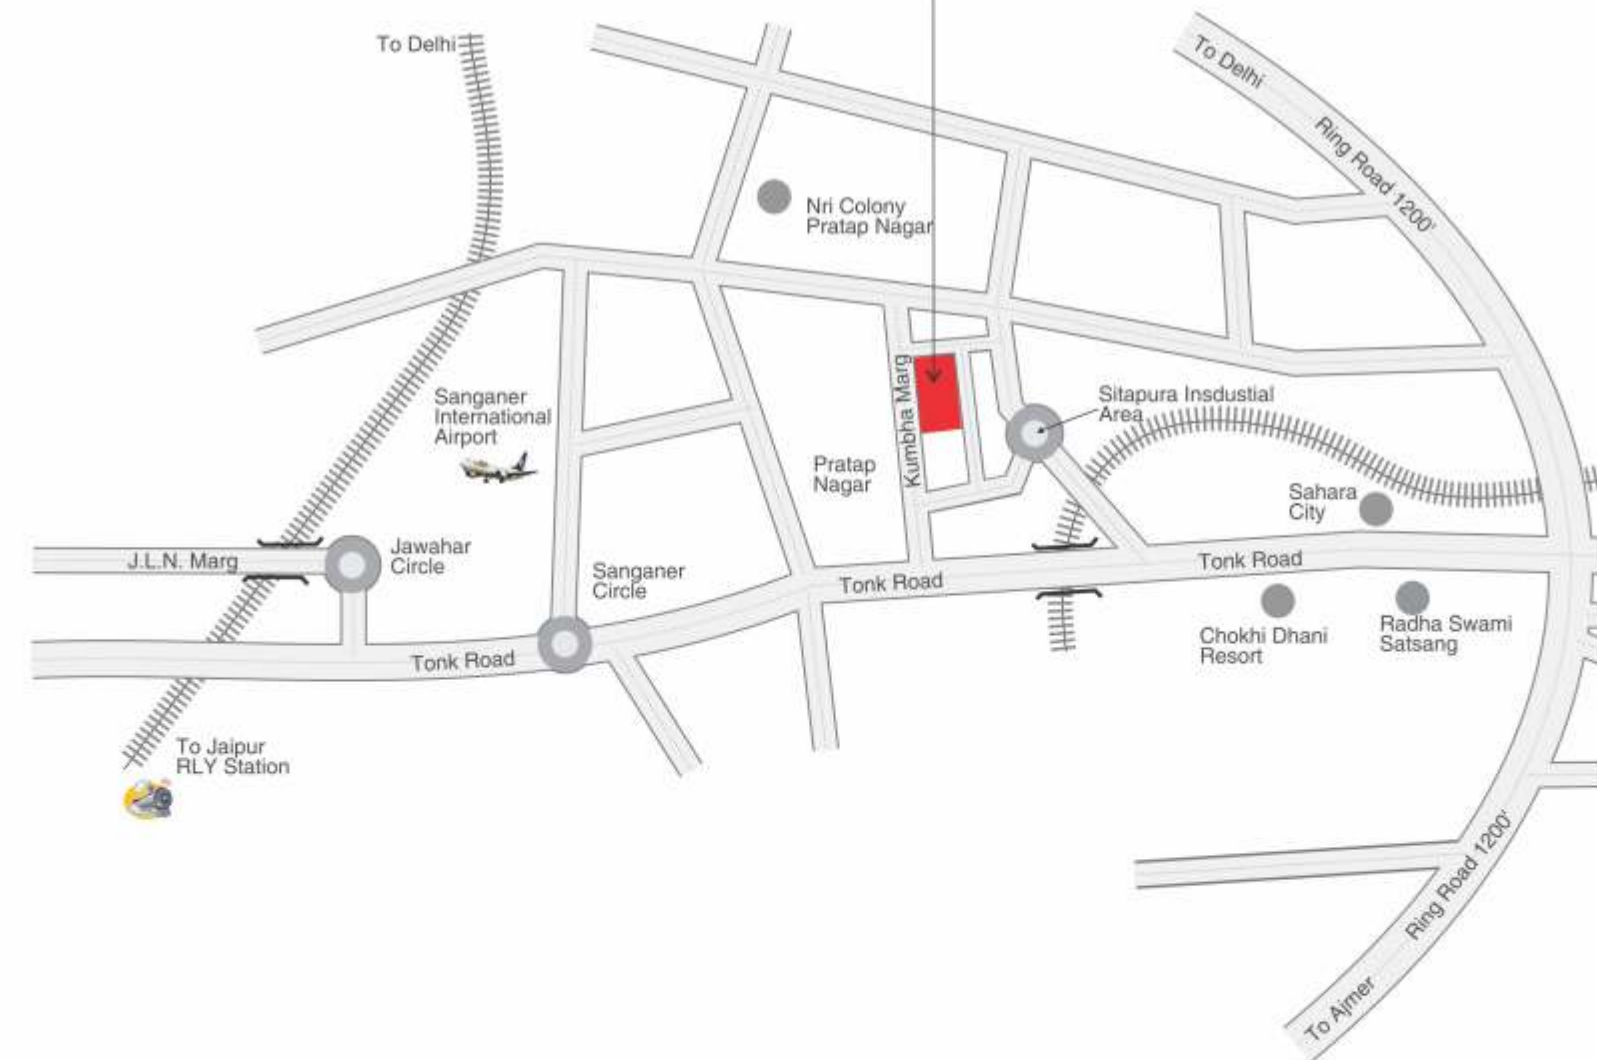 To Delhi
To Delhi
Ring Road 1200'
Nri Colony
Pratap Nagar
Sanganer
International
Airport
Kumbha Marg
Sitapura Insdustial
Area
Pratap
Nagar
Sahara
City
J.L.N. Marg
Jawahar
Circle
Sanganer
Circle
Tonk Road
Tonk Road
Tonk Road
Chokhi Dhani
Resort
Radha Swami
Satsang
To Jaipur
RLY Station
Ring Road 1200'
To Ajmer